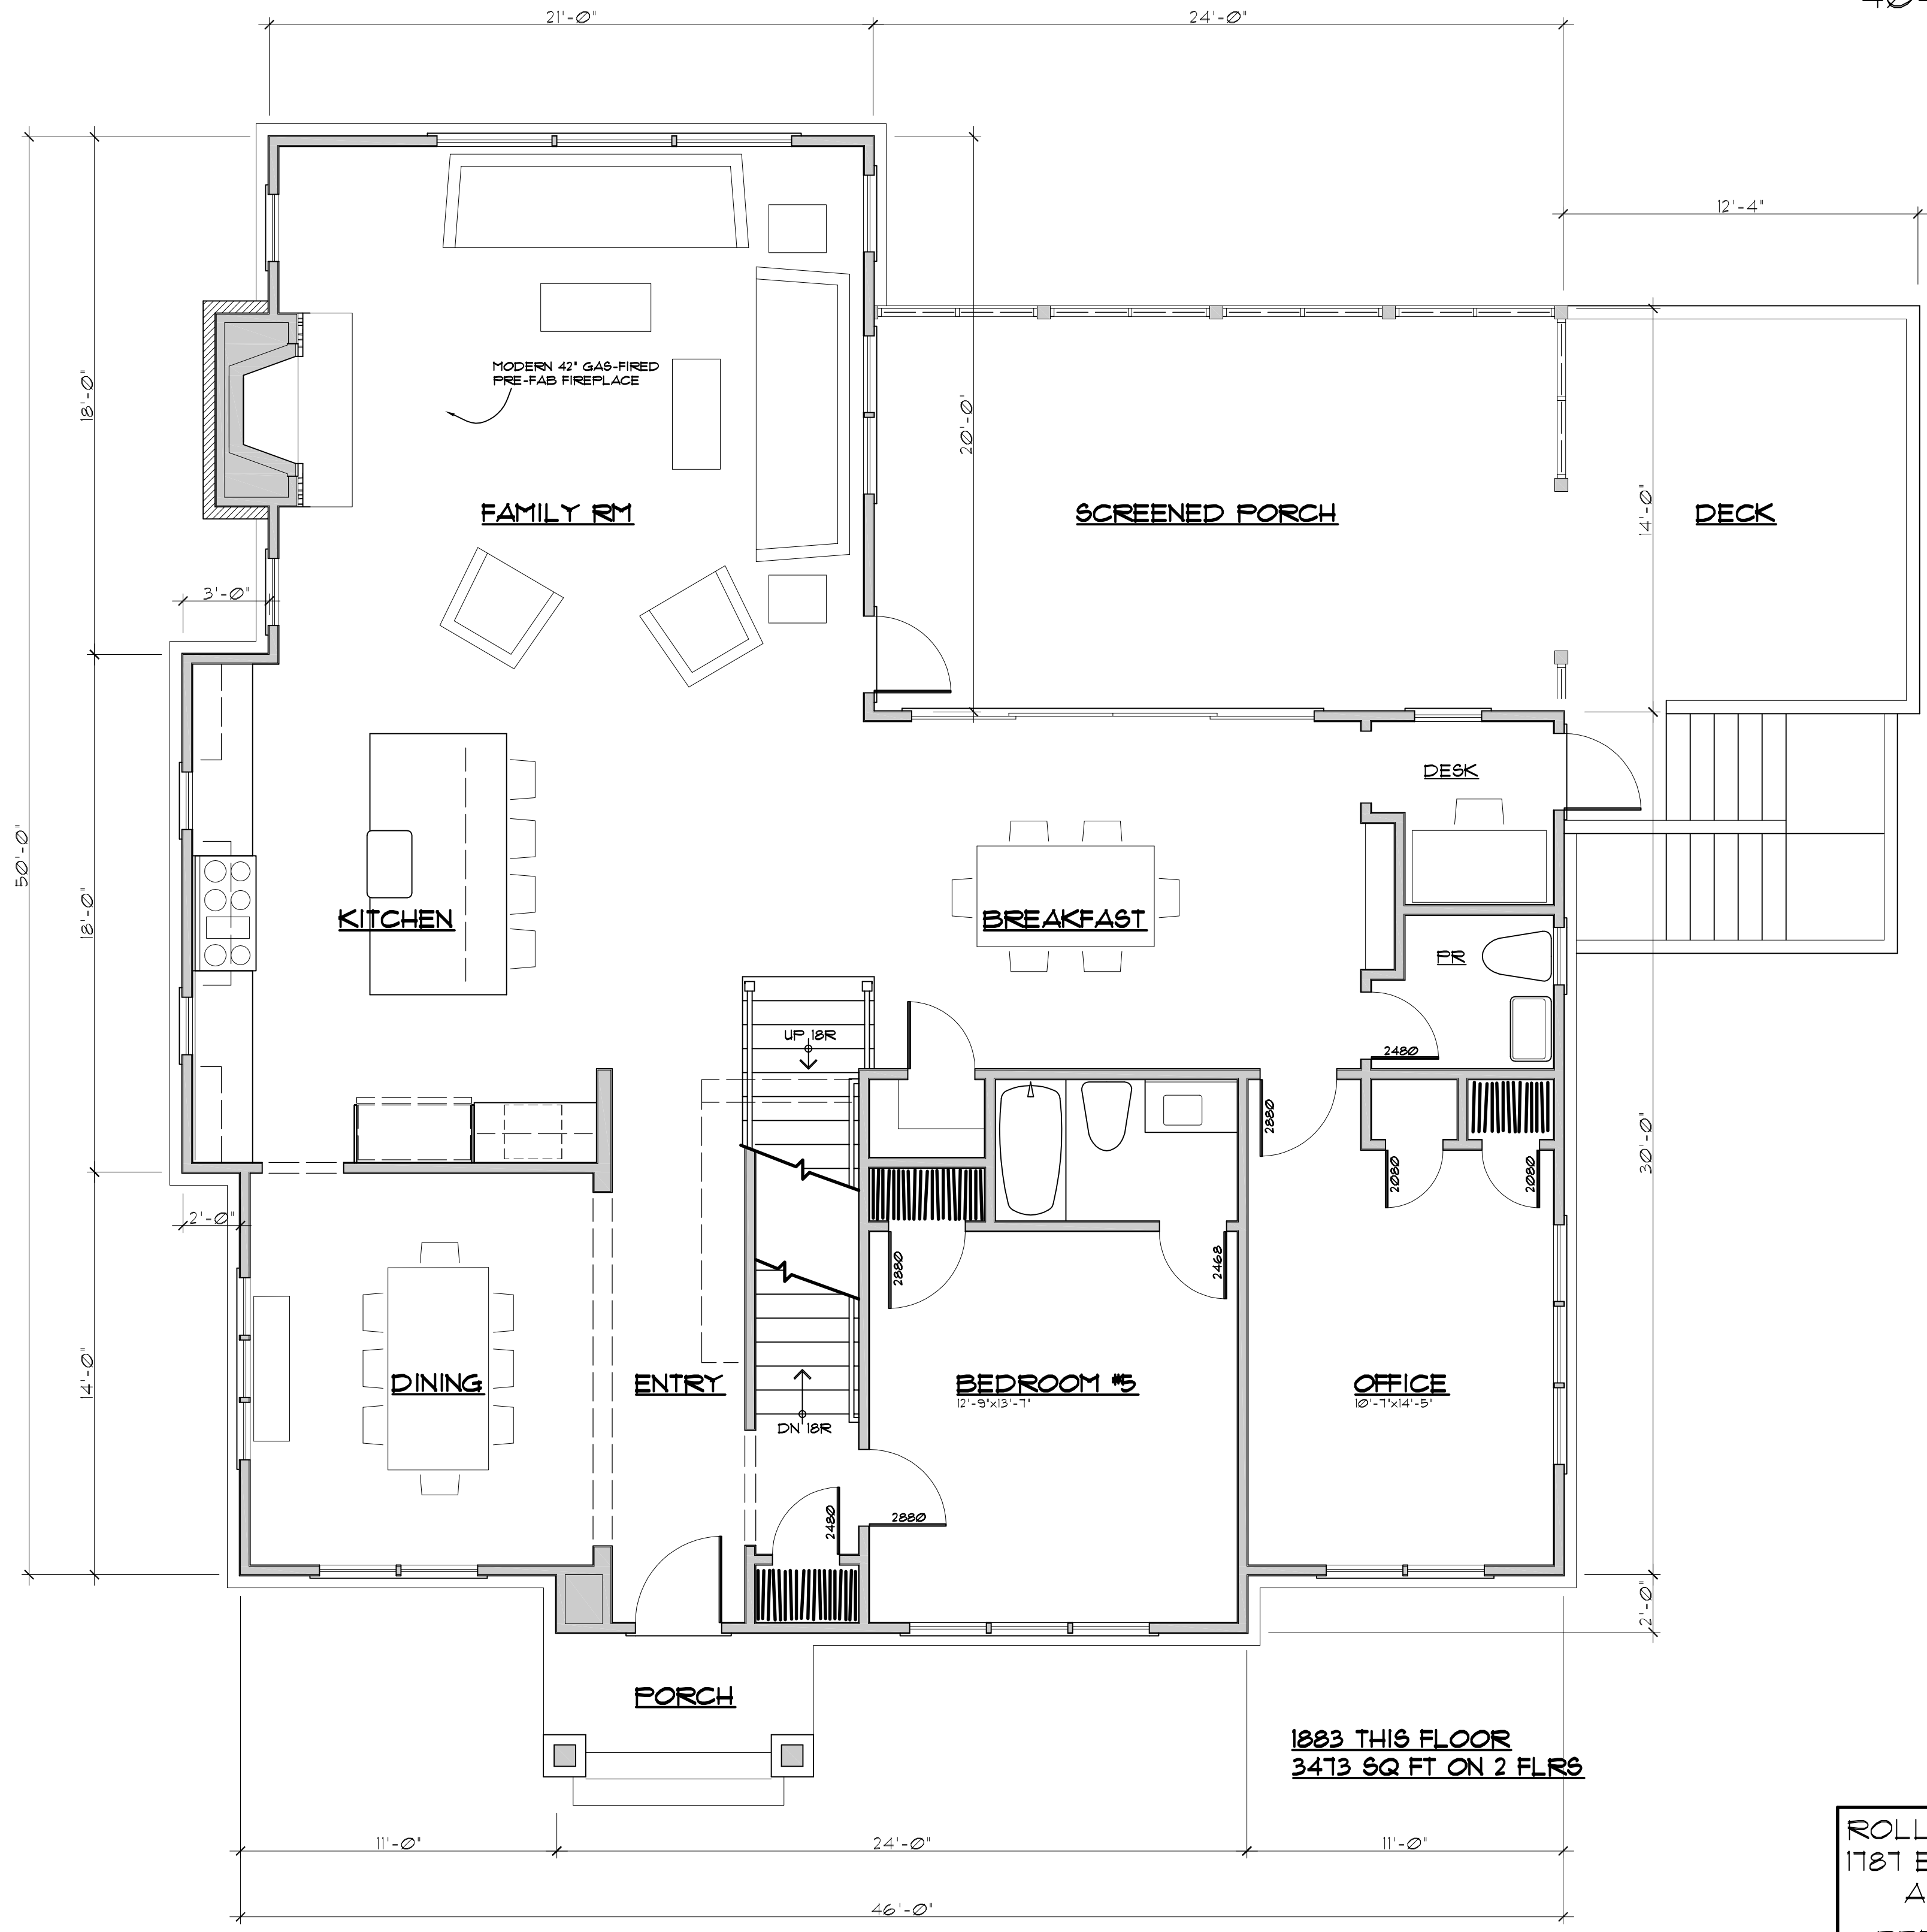 21'-0"
24'-0"
12'-4"
18'-0"
20'-0"
MODERN 42" GAS-FIRED
PRE-FAB FIREPLACE
FAMILY RM
SCREENED PORCH
14'-0"
DECK
3'-0"
DESK
50'-0"
18'-0"
KITCHEN
BREAKFAST
PR
UP 18R
2480
2880
30'-0"
2080
2080
2'-0"
2880
2468
14'-0"
DINING
ENTRY
BEDROOM #5
12'-9"x13'-7"
OFFICE
10'-7"x14'-5"
DN 18R
2480
2880
2'-0"
PORCH
1883 THIS FLOOR
3473 SQ FT ON 2 FLRS
11'-0"
24'-0"
11'-0"
46'-0"
ROLL
1787 E
A